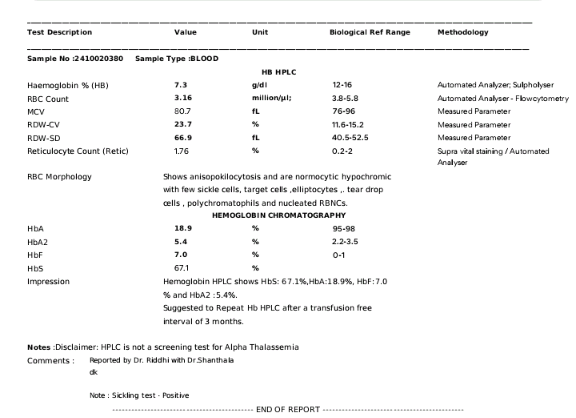 Test Description Value Unit Biological Ref Range Methodology
Sample No :2410020380 Sample Type :BLOOD
HB HPLC
Haemoglobin % (HB) 7.3 g/dl 12-16 Automated Analyzer; Sulpholyser
RBC Count 3.16 million/µl; 3.8-5.8 Automated Analyser - Flowcytometry
MCV 80.7 fL 76-96 Measured Parameter
RDW-CV 23.7 % 11.6-15.2 Measured Parameter
RDW-SD 66.9 fL 40.5-52.5 Measured Parameter
Reticulocyte Count (Retic) 1.76 % 0.2-2 Supra vital staining / Automated
Analyser
RBC Morphology Shows anisopokilocytosis and are normocytic hypochromic
with few sickle cells, target cells ,elliptocytes ,. tear drop
cells , polychromatophils and nucleated RBNCs.
HEMOGLOBIN CHROMATOGRAPHY
HbA 18.9 % 95-98
HbA2 5.4 % 2.2-3.5
HbF 7.0 % 0-1
HbS 67.1 %
Impression Hemoglobin HPLC shows HbS: 67.1%,HbA:18.9%, HbF:7.0
% and HbA2 :5.4%.
Suggested to Repeat Hb HPLC after a transfusion free
interval of 3 months.
Notes :Disclaimer: HPLC is not a screening test for Alpha Thalassemia
Comments : Reported by Dr. Riddhi with Dr.Shanthala
dk
Note : Sickling test - Positive
---------------------------------------------- END OF REPORT ----------------------------------------------